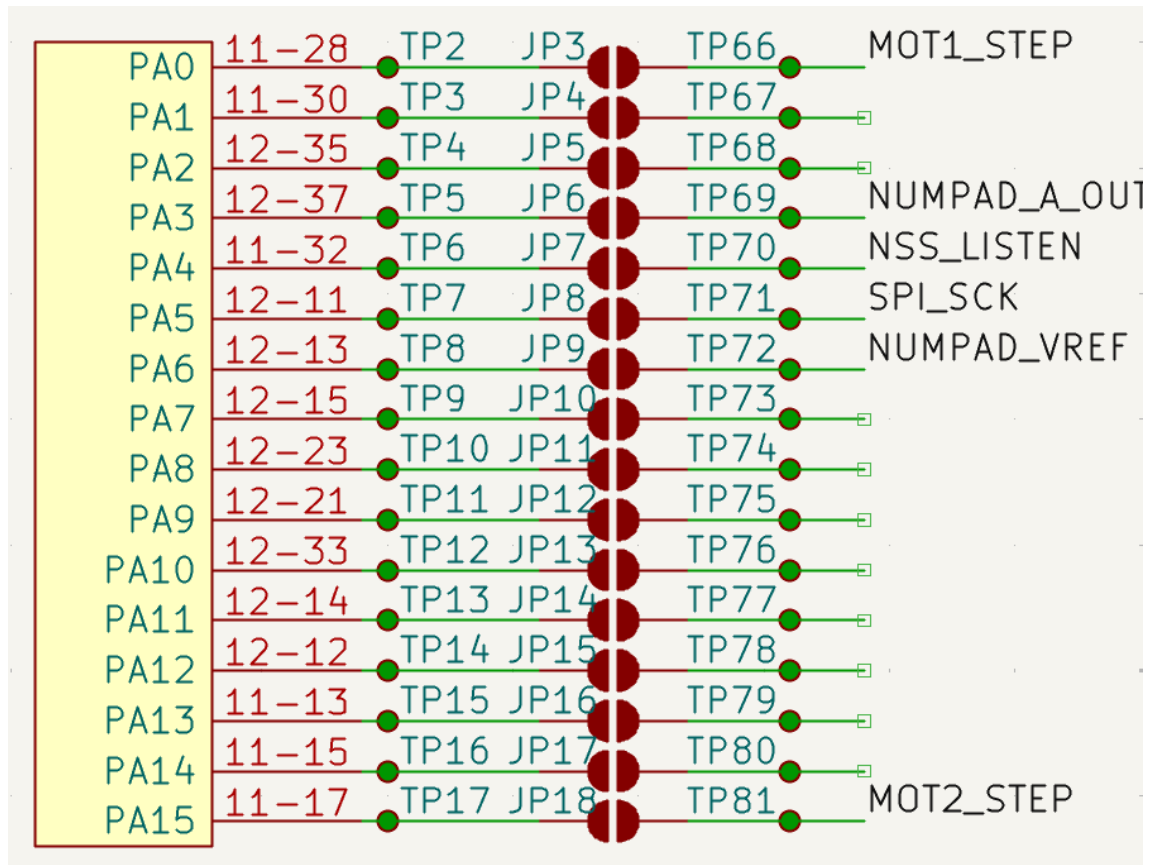 PA0 11-28 TP2 JP3 TP66 MOT1_STEP
PA1 11-30 TP3 JP4 TP67
PA2 12-35 TP4 JP5 TP68
PA3 12-37 TP5 JP6 TP69 NUMPAD_A_OUT
PA4 11-32 TP6 JP7 TP70 NSS_LISTEN
PA5 12-11 TP7 JP8 TP71 SPI_SCK
PA6 12-13 TP8 JP9 TP72 NUMPAD_VREF
PA7 12-15 TP9 JP10 TP73
PA8 12-23 TP10 JP11 TP74
PA9 12-21 TP11 JP12 TP75
PA10 12-33 TP12 JP13 TP76
PA11 12-14 TP13 JP14 TP77
PA12 12-12 TP14 JP15 TP78
PA13 11-13 TP15 JP16 TP79
PA14 11-15 TP16 JP17 TP80
PA15 11-17 TP17 JP18 TP81 MOT2_STEP